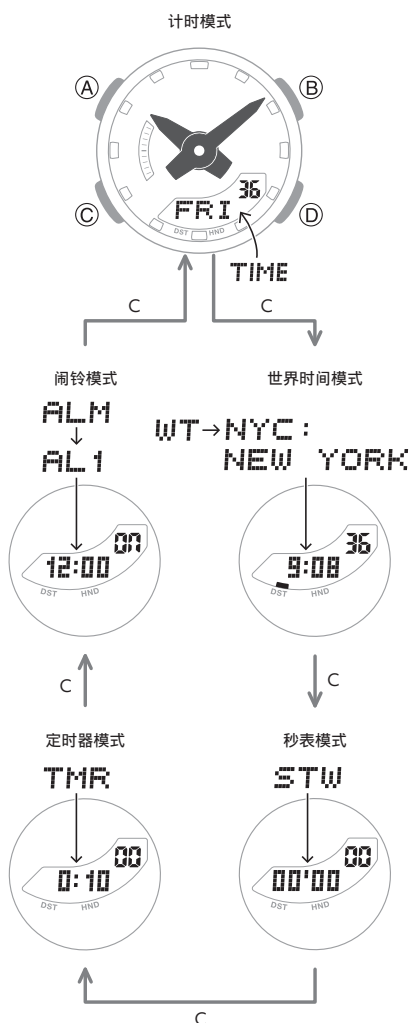 计时模式
A
B
36
FRI
DST HND
C
D
TIME
C
C
闹铃模式
世界时间模式
ALM
AL1
WT→NYC:
NEW YORK
ON
12:00
DST HND
36
9:08
DST HND
C
C
定时器模式
秒表模式
TMR
STW
00
0:10
DST HND
00
00'00
DST HND
C